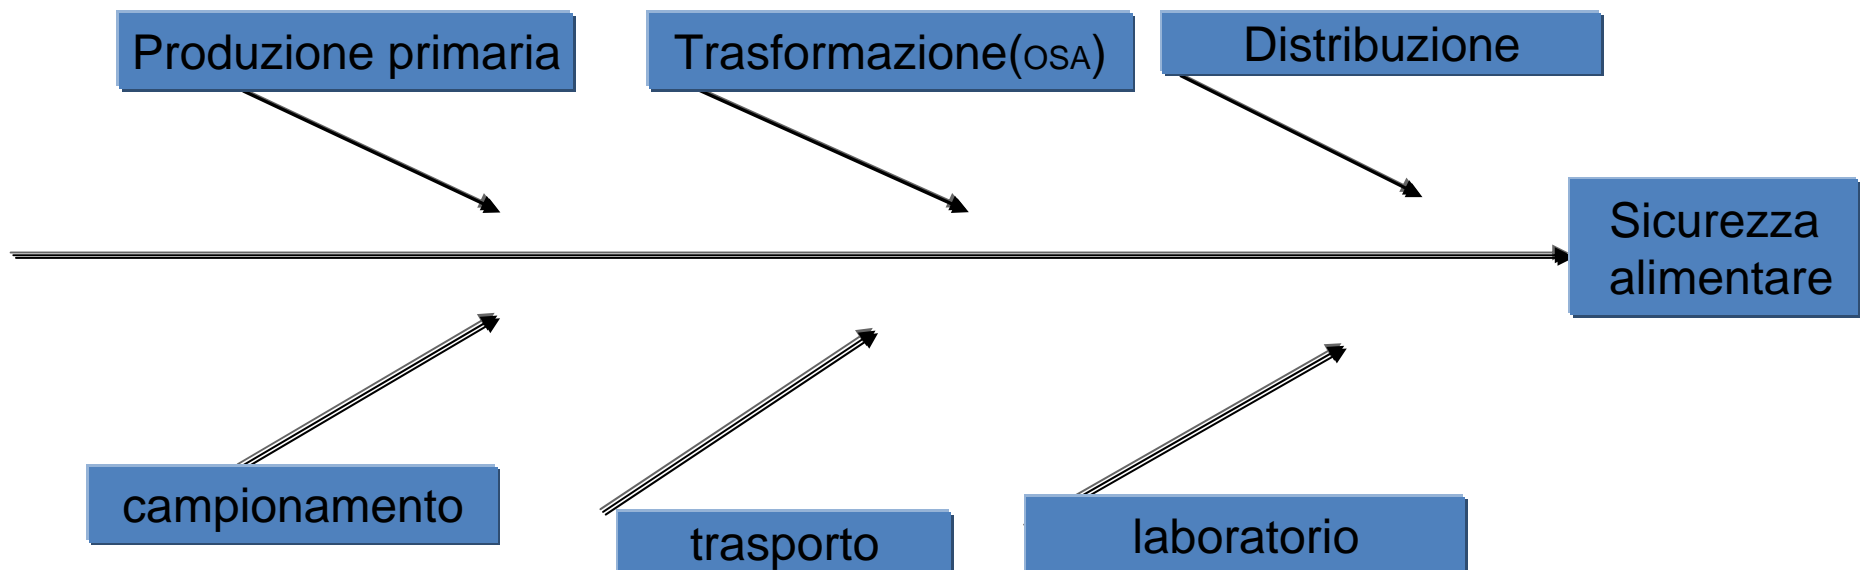 Produzione primaria
Trasformazione(OSA)
Distribuzione
Sicurezza
alimentare
campionamento
trasporto
laboratorio